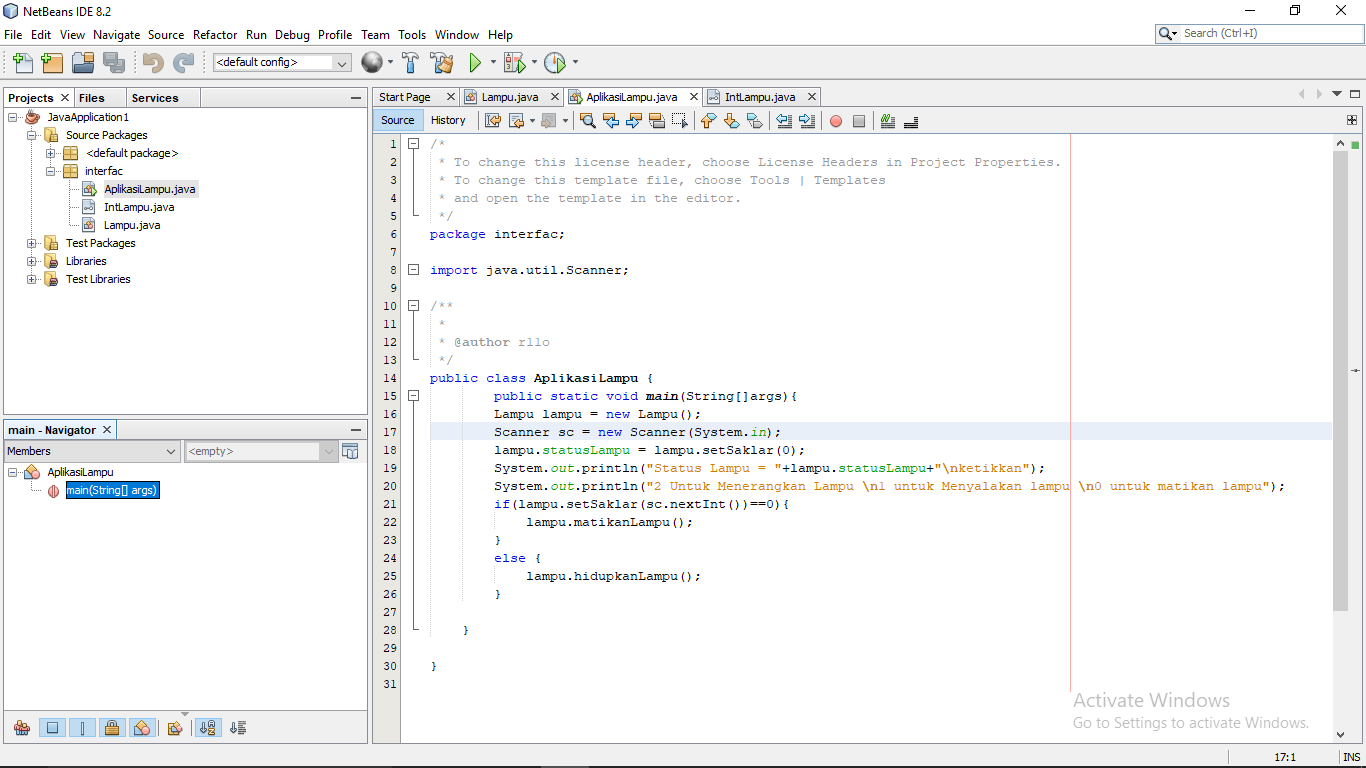 NetBeans IDE 8.2
File Edit View Navigate Source Refactor Run Debug Profile Team Tools Window Help
Search (Ctrl+I)
<default config>
Projects Files Services
JavaApplication1
Source Packages
<default package>
interfac
AplikasiLampu.java
IntLampu.java
Lampu.java
Test Packages
Libraries
Test Libraries
main - Navigator
Members <empty>
AplikasiLampu
main(String[] args)
Start Page Lampu.java AplikasiLampu.java IntLampu.java
Source History
1 /*
2 * To change this license header, choose License Headers in Project Properties.
3 * To change this template file, choose Tools | Templates
4 * and open the template in the editor.
5 */
6 package interfac;
7
8 import java.util.Scanner;
9
10 /**
11 *
12 * @author rllo
13 */
14 public class AplikasiLampu {
15 public static void main(String[]args){
16 Lampu lampu = new Lampu();
17 Scanner sc = new Scanner(System.in);
18 lampu.statusLampu = lampu.setSaklar(0);
19 System.out.println("Status Lampu = "+lampu.statusLampu+"\nketikkan");
20 System.out.println("2 Untuk Menerangkan Lampu \n1 untuk Menyalakan lampu \n0 untuk matikan lampu");
21 if(lampu.setSaklar(sc.nextInt())==0){
22 lampu.matikanLampu();
23 }
24 else {
25 lampu.hidupkanLampu();
26 }
27
28 }
29
30 }
31
Activate Windows
Go to Settings to activate Windows.
17:1 INS